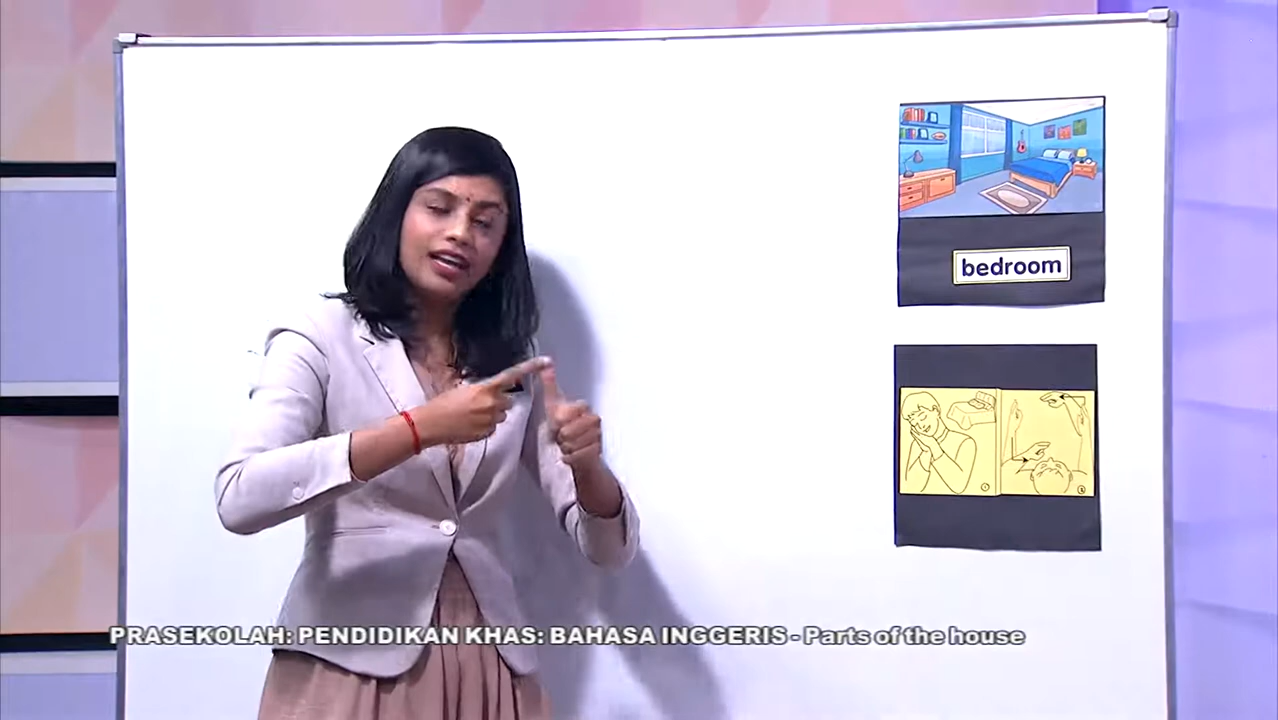 bedroom
PRASEKOLAH: PENDIDIKAN KHAS: BAHASA INGGERIS - Parts of the house